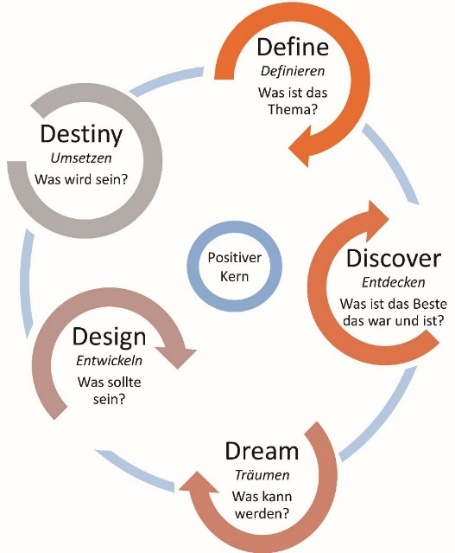 Define
Definieren
Was ist das
Thema?
Discover
Entdecken
Was ist das Beste
das war und ist?
Dream
Träumen
Was kann
werden?
Design
Entwickeln
Was sollte
sein?
Destiny
Umsetzen
Was wird sein?
Positiver
Kern